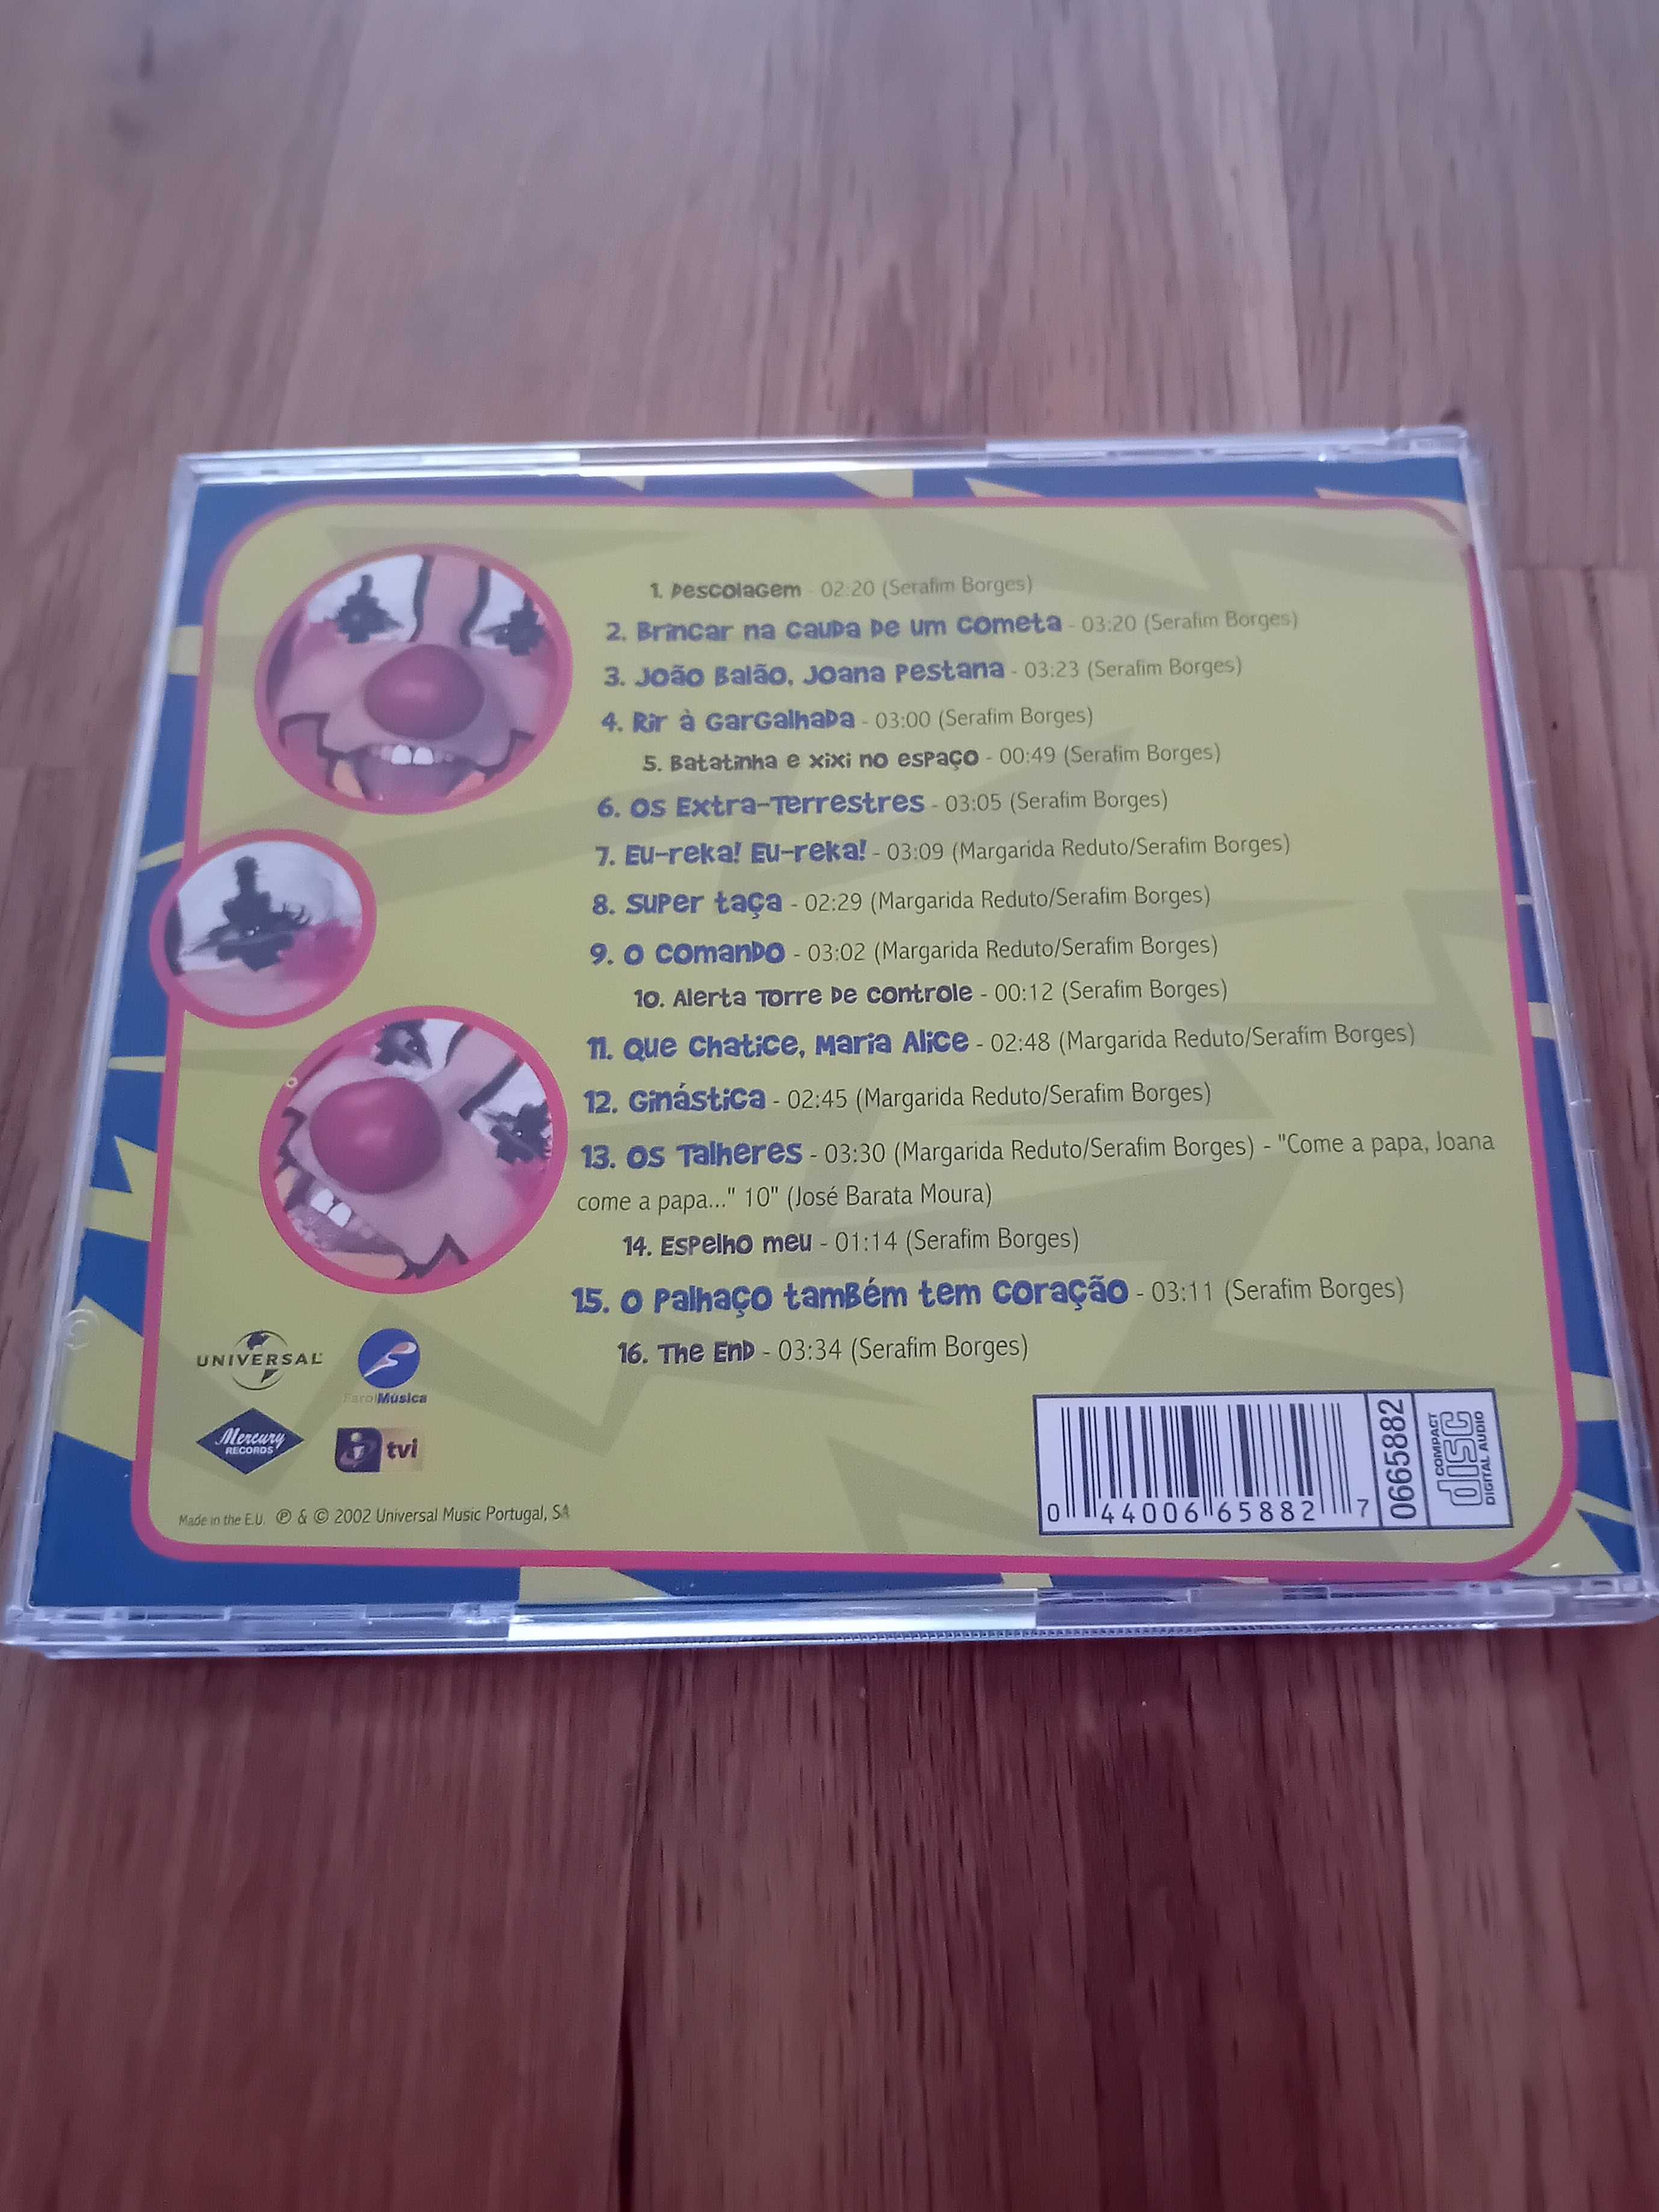 1. Descolagem - 02:20 (Serafim Borges)
2. Brincar na cauda de um cometa - 03:20 (Serafim Borges)
3. João Balão, Joana Pestana - 03:23 (Serafim Borges)
4. Rir à Gargalhada - 03:00 (Serafim Borges)
5. Batatinha e xixi no espaço - 00:49 (Serafim Borges)
6. Os Extra-Terrestres - 03:05 (Serafim Borges)
7. Eu-reka! Eu-reka! - 03:09 (Margarida Reduto/Serafim Borges)
8. Super taça - 02:29 (Margarida Reduto/Serafim Borges)
9. O Comando - 03:02 (Margarida Reduto/Serafim Borges)
10. Alerta Torre de controle - 00:12 (Serafim Borges)
11. Que Chatice, Maria Alice - 02:48 (Margarida Reduto/Serafim Borges)
12. Ginástica - 02:45 (Margarida Reduto/Serafim Borges)
13. Os Talheres - 03:30 (Margarida Reduto/Serafim Borges) - "Come a papa, Joana
come a papa..." 10" (José Barata Moura)
14. Espelho meu - 01:14 (Serafim Borges)
15. O Palhaço também tem coração - 03:11 (Serafim Borges)
16. The End - 03:34 (Serafim Borges)
UNIVERSAL
Farol Música
Mercury
RECORDS
tvi
Made in the E.U. ℗ & © 2002 Universal Music Portugal, SA
0 44006 65882 7
0665882
COMPACT
disc
DIGITAL AUDIO